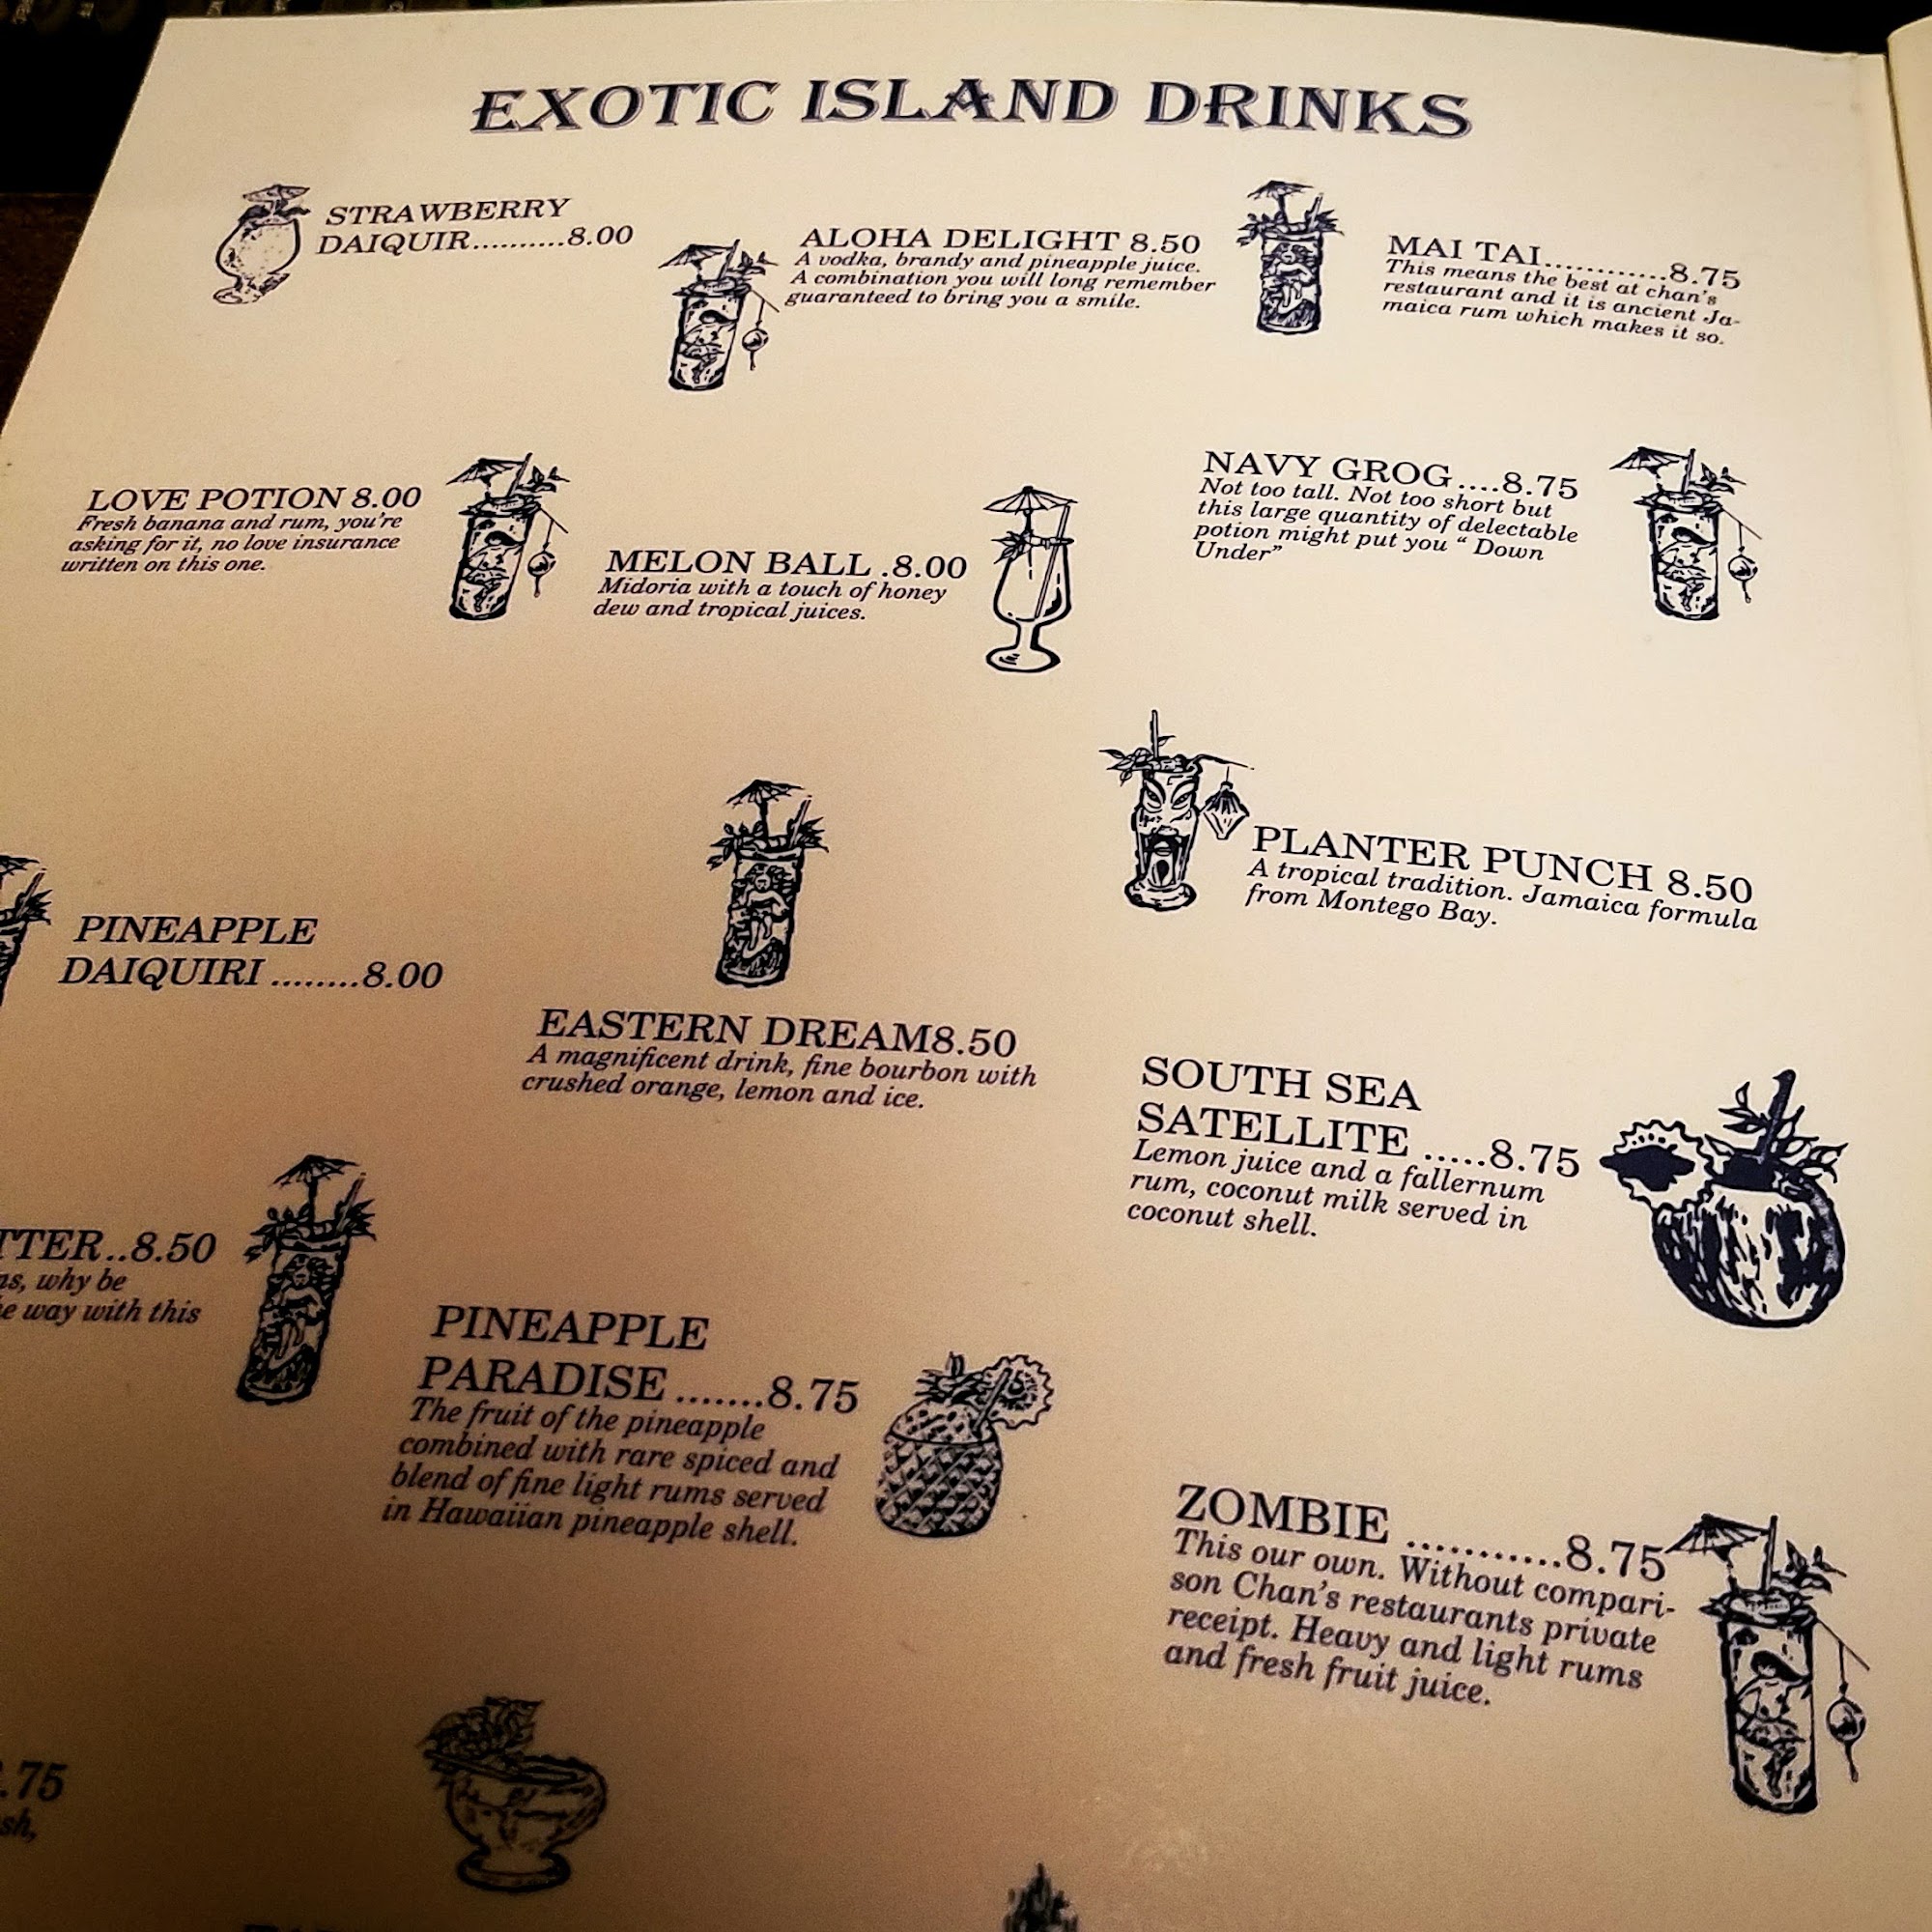 EXOTIC ISLAND DRINKS
STRAWBERRY
DAIQUIR..........8.00
ALOHA DELIGHT 8.50
A vodka, brandy and pineapple juice.
A combination you will long remember
guaranteed to bring you a smile.
MAI TAI............8.75
This means the best at chan's
restaurant and it is ancient Ja-
maica rum which makes it so.
LOVE POTION 8.00
Fresh banana and rum, you're
asking for it, no love insurance
written on this one.
MELON BALL .8.00
Midoria with a touch of honey
dew and tropical juices.
NAVY GROG....8.75
Not too tall. Not too short but
this large quantity of delectable
potion might put you “ Down
Under”
PLANTER PUNCH 8.50
A tropical tradition. Jamaica formula
from Montego Bay.
PINEAPPLE
DAIQUIRI ........8.00
EASTERN DREAM8.50
A magnificent drink, fine bourbon with
crushed orange, lemon and ice.
SOUTH SEA
SATELLITE .....8.75
Lemon juice and a fallernum
rum, coconut milk served in
coconut shell.
TTER..8.50
ns, why be
way with this
PINEAPPLE
PARADISE.......8.75
The fruit of the pineapple
combined with rare spiced and
blend of fine light rums served
in Hawaiian pineapple shell.
ZOMBIE ...........8.75
This our own. Without compari-
son Chan's restaurants private
receipt. Heavy and light rums
and fresh fruit juice.
.75
sh,